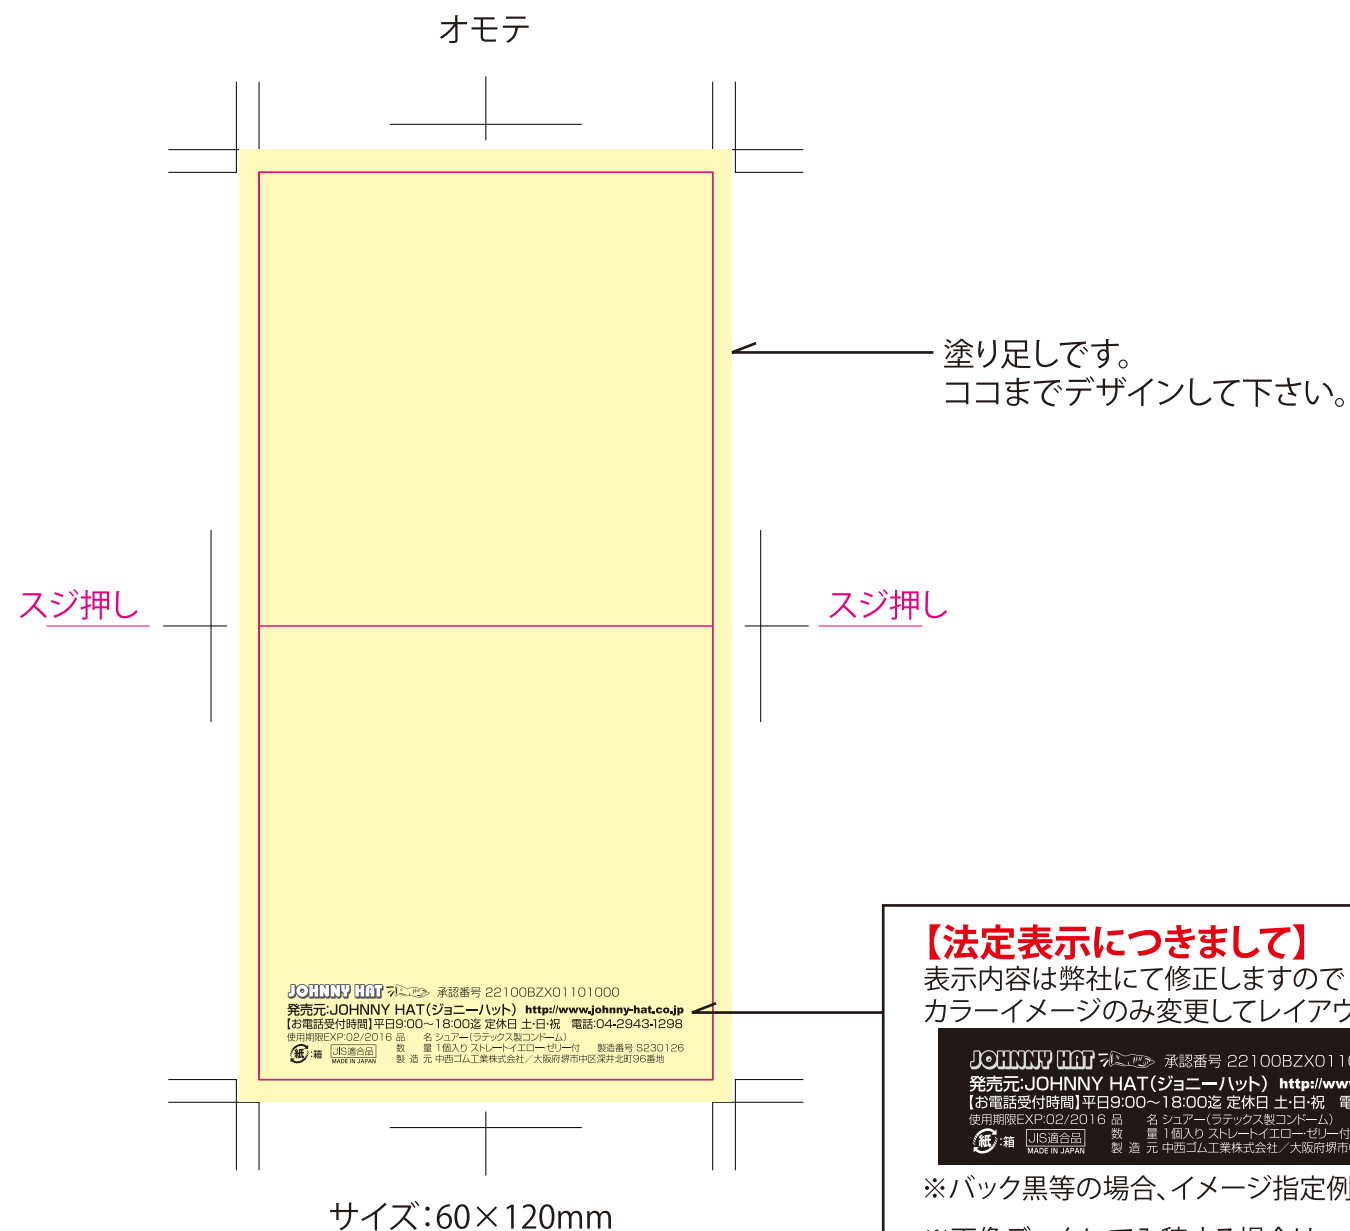 オモテ
塗り足しです。
ココまでデザインして下さい。
スジ押し
スジ押し
JOHNNY HAT 承認番号 22100BZX01101000
発売元:JOHNNY HAT(ジョニーハット) http://www.johnny-hat.co.jp
【お電話受付時間】平日9:00〜18:00迄 定休日 土・日・祝 電話:04-2943-1298
使用期限EXP:02/2016 品 名 シュアー(ラテックス製コンドーム)
紙:箱 JIS適合品 数 量 1個入り ストレートイエロー・ゼリー付 製造番号 S230126
MADE IN JAPAN 製 造 元 中西ゴム工業株式会社／大阪府堺市中区深井北町96番地
【法定表示につきまして】
表示内容は弊社にて修正しますので
カラーイメージのみ変更してレイアウ
JOHNNY HAT 承認番号 22100BZX011
発売元:JOHNNY HAT(ジョニーハット) http://ww
【お電話受付時間】平日9:00〜18:00迄 定休日 土・日・祝
使用期限EXP:02/2016 品 名 シュアー(ラテックス製コンドーム)
紙:箱 JIS適合品 数 量 1個入り ストレートイエロー・ゼリー付
MADE IN JAPAN 製 造 元 中西ゴム工業株式会社／大阪府堺市
※バック黒等の場合、イメージ指定例
サイズ：60×120mm